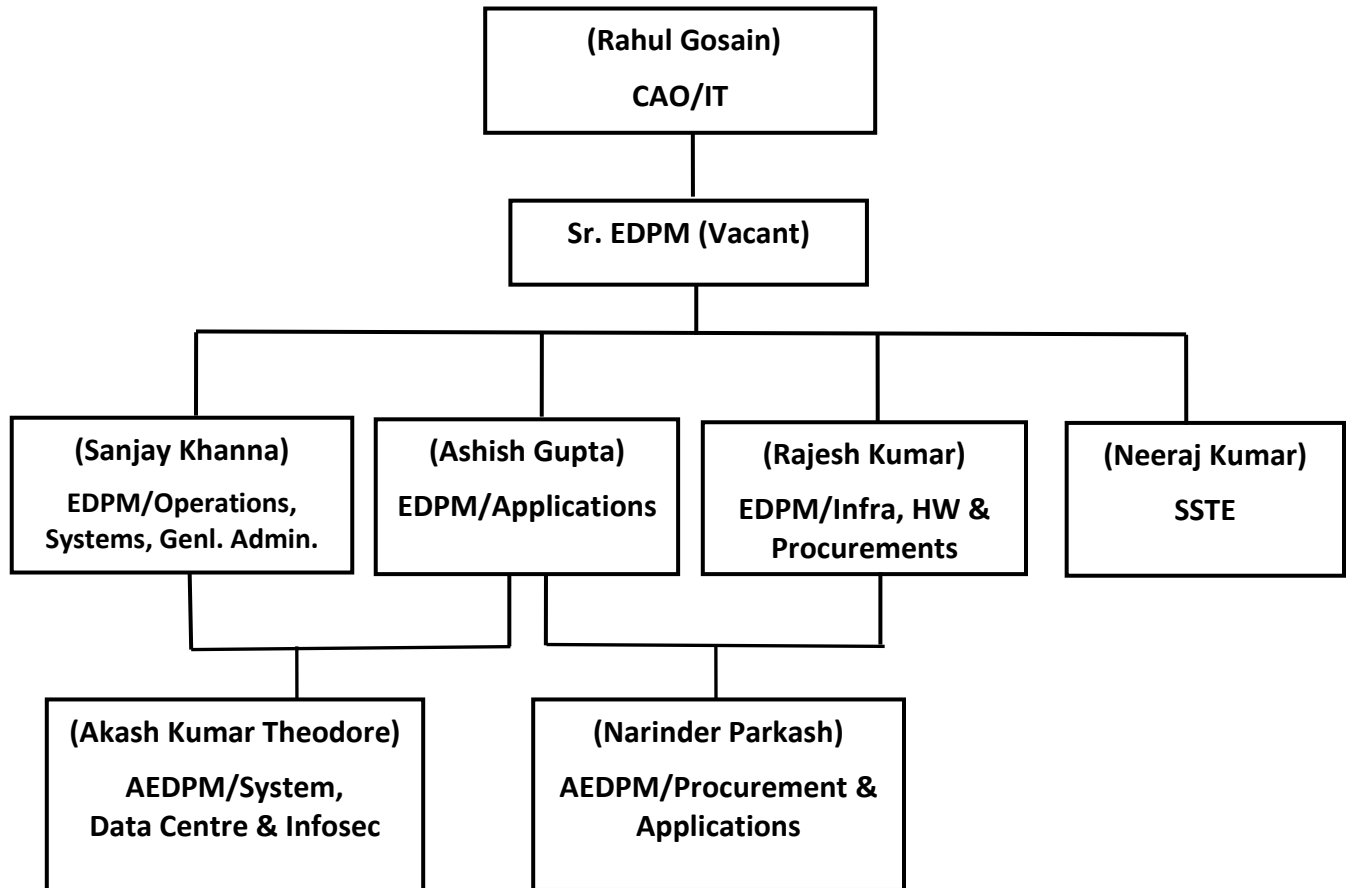 (Rahul Gosain)
CAO/IT
Sr. EDPM (Vacant)
(Sanjay Khanna)
EDPM/Operations,
Systems, Genl. Admin.
(Ashish Gupta)
EDPM/Applications
(Rajesh Kumar)
EDPM/Infra, HW &
Procurements
(Neeraj Kumar)
SSTE
(Akash Kumar Theodore)
AEDPM/System,
Data Centre & Infosec
(Narinder Parkash)
AEDPM/Procurement &
Applications